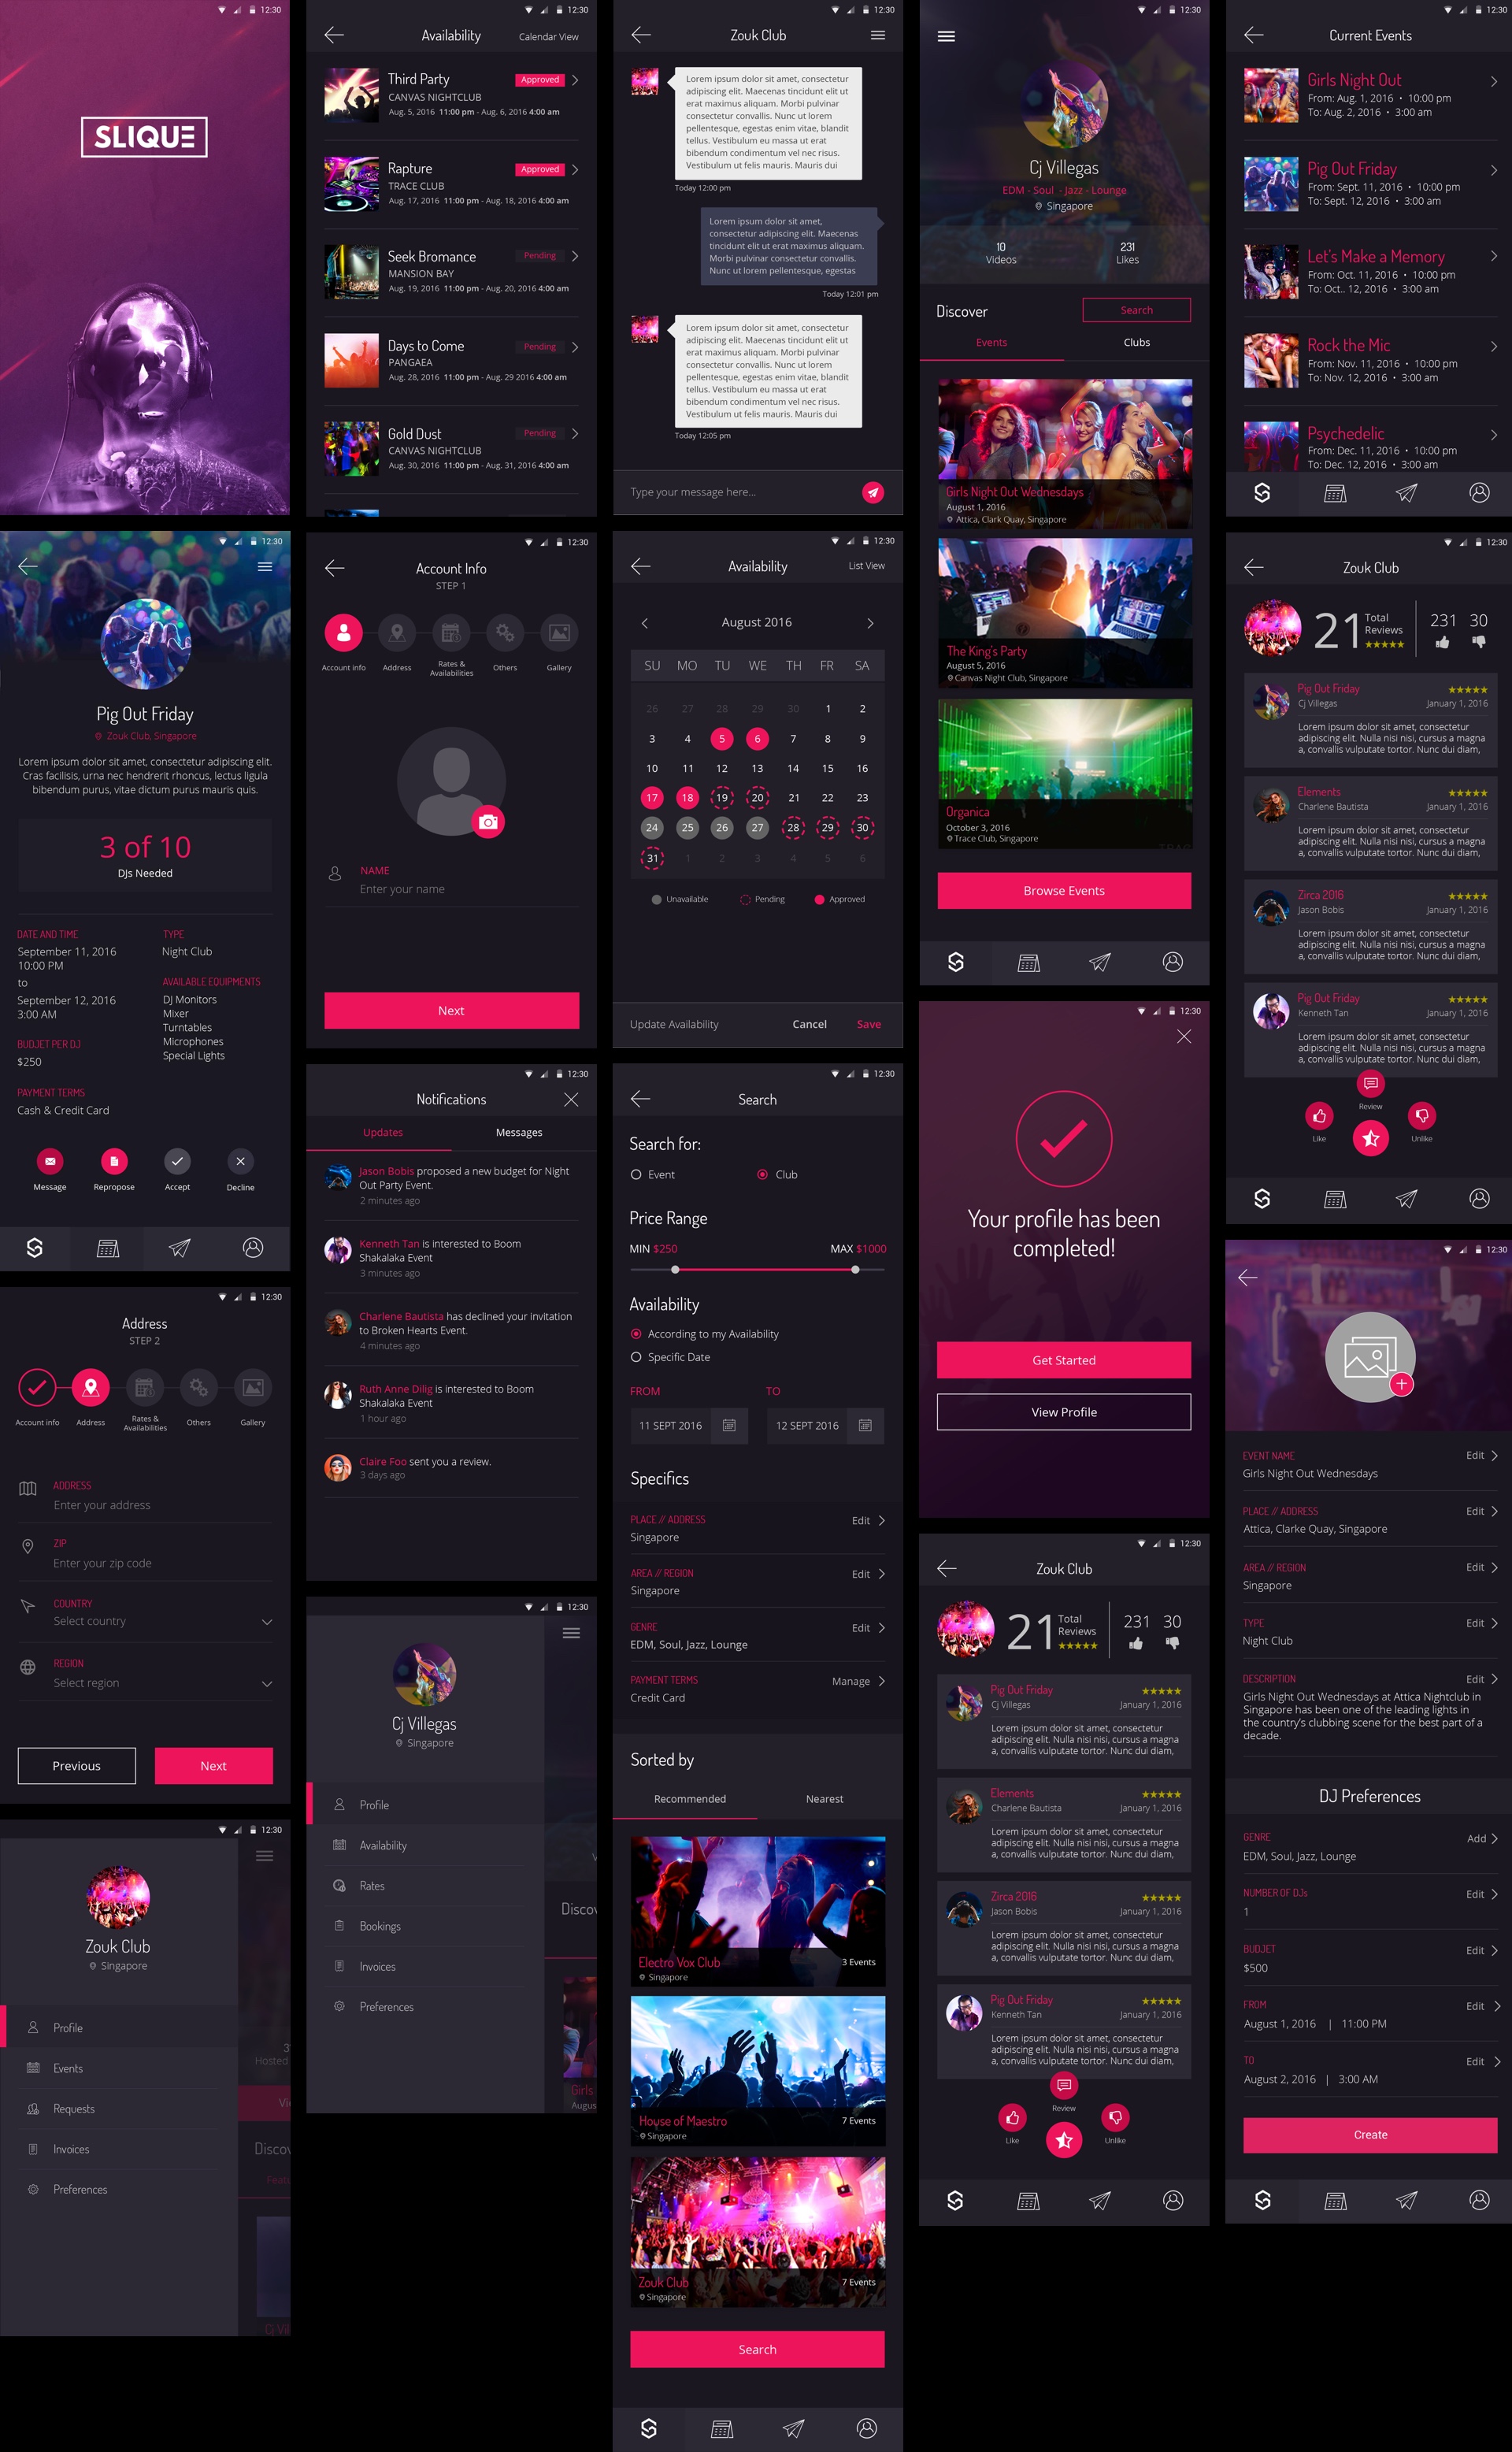 12:30
SLIQUE
12:30
Pig Out Friday
Zouk Club, Singapore
Lorem ipsum dolor sit amet, consectetur adipiscing elit.
Cras facilisis, urna nec hendrerit rhoncus, lectus ligula
bibendum purus, vitae dictum purus mauris quis.
3 of 10
DJs Needed
DATE AND TIME
September 11, 2016
10:00 PM
to
September 12, 2016
3:00 AM
BUDJET PER DJ
$250
PAYMENT TERMS
Cash & Credit Card
TYPE
Night Club
AVAILABLE EQUIPMENTS
DJ Monitors
Mixer
Turntables
Microphones
Special Lights
Message Repropose Accept Decline
12:30
Address
STEP 2
Account info Address Rates & Availabilities Others Gallery
ADDRESS
Enter your address
ZIP
Enter your zip code
COUNTRY
Select country
REGION
Select region
Previous Next
12:30
Zouk Club
Singapore
Profile
Events
Requests
Invoices
Preferences
3
Hosted
Vi
Discov
Feat
Cj Vil
12:30
Availability Calendar View
Third Party Approved
CANVAS NIGHTCLUB
Aug. 5, 2016 11:00 pm - Aug. 6, 2016 4:00 am
Rapture Approved
TRACE CLUB
Aug. 17, 2016 11:00 pm - Aug. 18, 2016 4:00 am
Seek Bromance Pending
MANSION BAY
Aug. 19, 2016 11:00 pm - Aug. 20, 2016 4:00 am
Days to Come Pending
PANGAEA
Aug. 28, 2016 11:00 pm - Aug. 29 2016 4:00 am
Gold Dust Pending
CANVAS NIGHTCLUB
Aug. 30, 2016 11:00 pm - Aug. 31, 2016 4:00 am
12:30
Account Info
STEP 1
Account info Address Rates & Availabilities Others Gallery
NAME
Enter your name
Next
12:30
Notifications
Updates Messages
Jason Bobis proposed a new budget for Night
Out Party Event.
2 minutes ago
Kenneth Tan is interested to Boom
Shakalaka Event
3 minutes ago
Charlene Bautista has declined your invitation
to Broken Hearts Event.
4 minutes ago
Ruth Anne Dilig is interested to Boom
Shakalaka Event
1 hour ago
Claire Foo sent you a review.
3 days ago
12:30
Cj Villegas
Singapore
Profile
Availability
Rates
Bookings
Invoices
Preferences
V
Discov
Girls
Augus
12:30
Zouk Club
Lorem ipsum dolor sit amet, consectetur
adipiscing elit. Maecenas tincidunt elit ut
erat maximus aliquam. Morbi pulvinar
consectetur convallis. Nunc ut lorem
pellentesque, egestas enim vitae, blandit
tellus. Vestibulum eu massa ut erat
bibendum condimentum vel nec risus.
Vestibulum ut felis mauris. Mauris dui
Today 12:00 pm
Lorem ipsum dolor sit amet,
consectetur adipiscing elit. Maecenas
tincidunt elit ut erat maximus aliquam.
Morbi pulvinar consectetur convallis.
Nunc ut lorem pellentesque, egestas
Today 12:01 pm
Lorem ipsum dolor sit amet, consectetur
adipiscing elit. Maecenas tincidunt elit ut
erat maximus aliquam. Morbi pulvinar
consectetur convallis. Nunc ut lorem
pellentesque, egestas enim vitae, blandit
tellus. Vestibulum eu massa ut erat
bibendum condimentum vel nec risus.
Vestibulum ut felis mauris. Mauris dui
Today 12:05 pm
Type your message here...
12:30
Availability List View
August 2016
SU MO TU WE TH FR SA
26 27 28 29 30 1 2
3 4 5 6 7 8 9
10 11 12 13 14 15 16
17 18 19 20 21 22 23
24 25 26 27 28 29 30
31 1 2 3 4 5 6
Unavailable Pending Approved
Update Availability Cancel Save
12:30
Search
Search for:
Event Club
Price Range
MIN $250 MAX $1000
Availability
According to my Availability
Specific Date
FROM TO
11 SEPT 2016 12 SEPT 2016
Specifics
PLACE // ADDRESS Edit
Singapore
AREA // REGION Edit
Singapore
GENRE Edit
EDM, Soul, Jazz, Lounge
PAYMENT TERMS Manage
Credit Card
Sorted by
Recommended Nearest
Electro Vox Club 3 Events
Singapore
House of Maestro 7 Events
Singapore
Zouk Club 7 Events
Singapore
Search
12:30
Cj Villegas
EDM - Soul - Jazz - Lounge
Singapore
10 231
Videos Likes
Discover Search
Events Clubs
Girls Night Out Wednesdays
August 1, 2016
Attica, Clark Quay, Singapore
The King's Party
August 5, 2016
Canvas Night Club, Singapore
Organica
October 3, 2016
Trace Club, Singapore
Browse Events
12:30
Your profile has been
completed!
Get Started
View Profile
12:30
Zouk Club
21 Total Reviews 231 30
Pig Out Friday
Cj Villegas January 1, 2016
Lorem ipsum dolor sit amet, consectetur
adipiscing elit. Nulla nisi nisi, cursus a magna
a, convallis vulputate tortor. Nunc dui diam,
Elements
Charlene Bautista January 1, 2016
Lorem ipsum dolor sit amet, consectetur
adipiscing elit. Nulla nisi nisi, cursus a magna
a, convallis vulputate tortor. Nunc dui diam,
Zirca 2016
Jason Bobis January 1, 2016
Lorem ipsum dolor sit amet, consectetur
adipiscing elit. Nulla nisi nisi, cursus a magna
a, convallis vulputate tortor. Nunc dui diam,
Pig Out Friday
Kenneth Tan January 1, 2016
Lorem ipsum dolor sit amet, consectetur
adipiscing elit. Nulla nisi nisi, cursus a magna
a, convallis vulputate tortor. Nunc dui diam,
Review
Like Unlike
12:30
Current Events
Girls Night Out
From: Aug. 1, 2016 • 10:00 pm
To: Aug. 2, 2016 • 3:00 am
Pig Out Friday
From: Sept. 11, 2016 • 10:00 pm
To: Sept. 12, 2016 • 3:00 am
Let's Make a Memory
From: Oct. 11, 2016 • 10:00 pm
To: Oct.. 12, 2016 • 3:00 am
Rock the Mic
From: Nov. 11, 2016 • 10:00 pm
To: Nov. 12, 2016 • 3:00 am
Psychedelic
From: Dec. 11, 2016 • 10:00 pm
To: Dec. 12, 2016 • 3:00 am
12:30
Zouk Club
21 Total Reviews 231 30
Pig Out Friday
Cj Villegas January 1, 2016
Lorem ipsum dolor sit amet, consectetur
adipiscing elit. Nulla nisi nisi, cursus a magna
a, convallis vulputate tortor. Nunc dui diam,
Elements
Charlene Bautista January 1, 2016
Lorem ipsum dolor sit amet, consectetur
adipiscing elit. Nulla nisi nisi, cursus a magna
a, convallis vulputate tortor. Nunc dui diam,
Zirca 2016
Jason Bobis January 1, 2016
Lorem ipsum dolor sit amet, consectetur
adipiscing elit. Nulla nisi nisi, cursus a magna
a, convallis vulputate tortor. Nunc dui diam,
Pig Out Friday
Kenneth Tan January 1, 2016
Lorem ipsum dolor sit amet, consectetur
adipiscing elit. Nulla nisi nisi, cursus a magna
a, convallis vulputate tortor. Nunc dui diam,
Review
Like Unlike
12:30
EVENT NAME Edit
Girls Night Out Wednesdays
PLACE / ADDRESS Edit
Attica, Clarke Quay, Singapore
AREA // REGION Edit
Singapore
TYPE Edit
Night Club
DESCRIPTION Edit
Girls Night Out Wednesdays at Attica Nightclub in
Singapore has been one of the leading lights in
the country's clubbing scene for the best part of a
decade.
DJ Preferences
GENRE Add
EDM, Soul, Jazz, Lounge
NUMBER OF DJs Edit
1
BUDJET Edit
$500
FROM Edit
August 1, 2016 | 11:00 PM
TO Edit
August 2, 2016 | 3:00 AM
Create